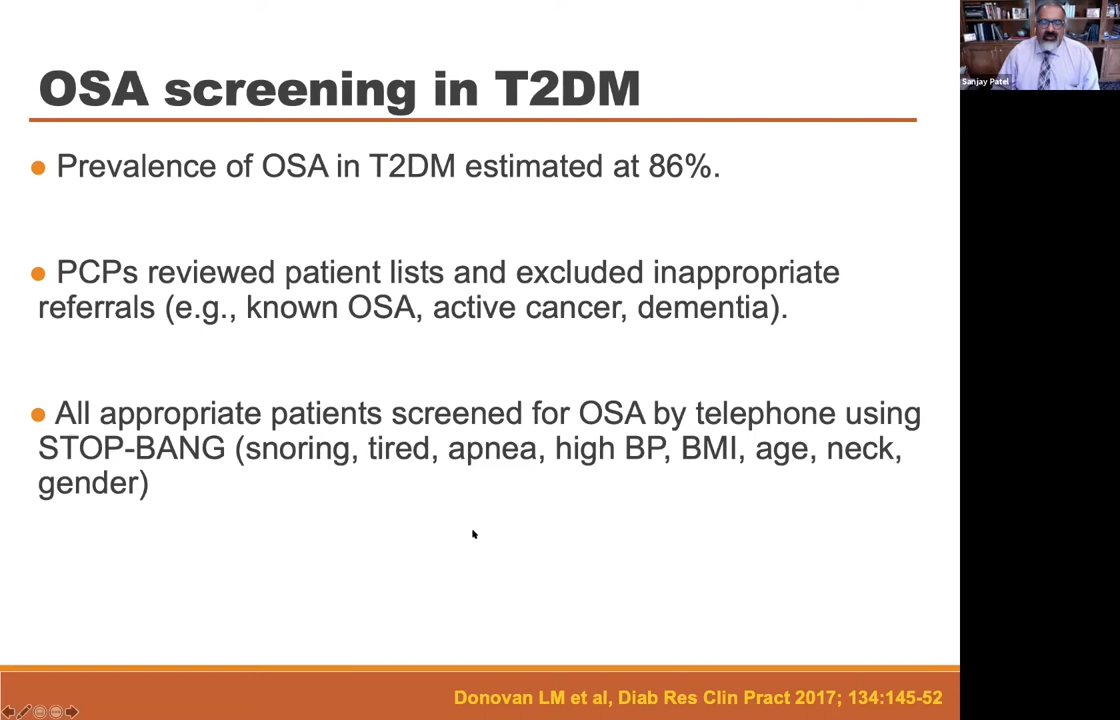 OSA screening in T2DM
● Prevalence of OSA in T2DM estimated at 86%.
● PCPs reviewed patient lists and excluded inappropriate
referrals (e.g., known OSA, active cancer, dementia).
● All appropriate patients screened for OSA by telephone using
STOP-BANG (snoring, tired, apnea, high BP, BMI, age, neck,
gender)
Donovan LM et al, Diab Res Clin Pract 2017; 134:145-52
Sanjay Patel